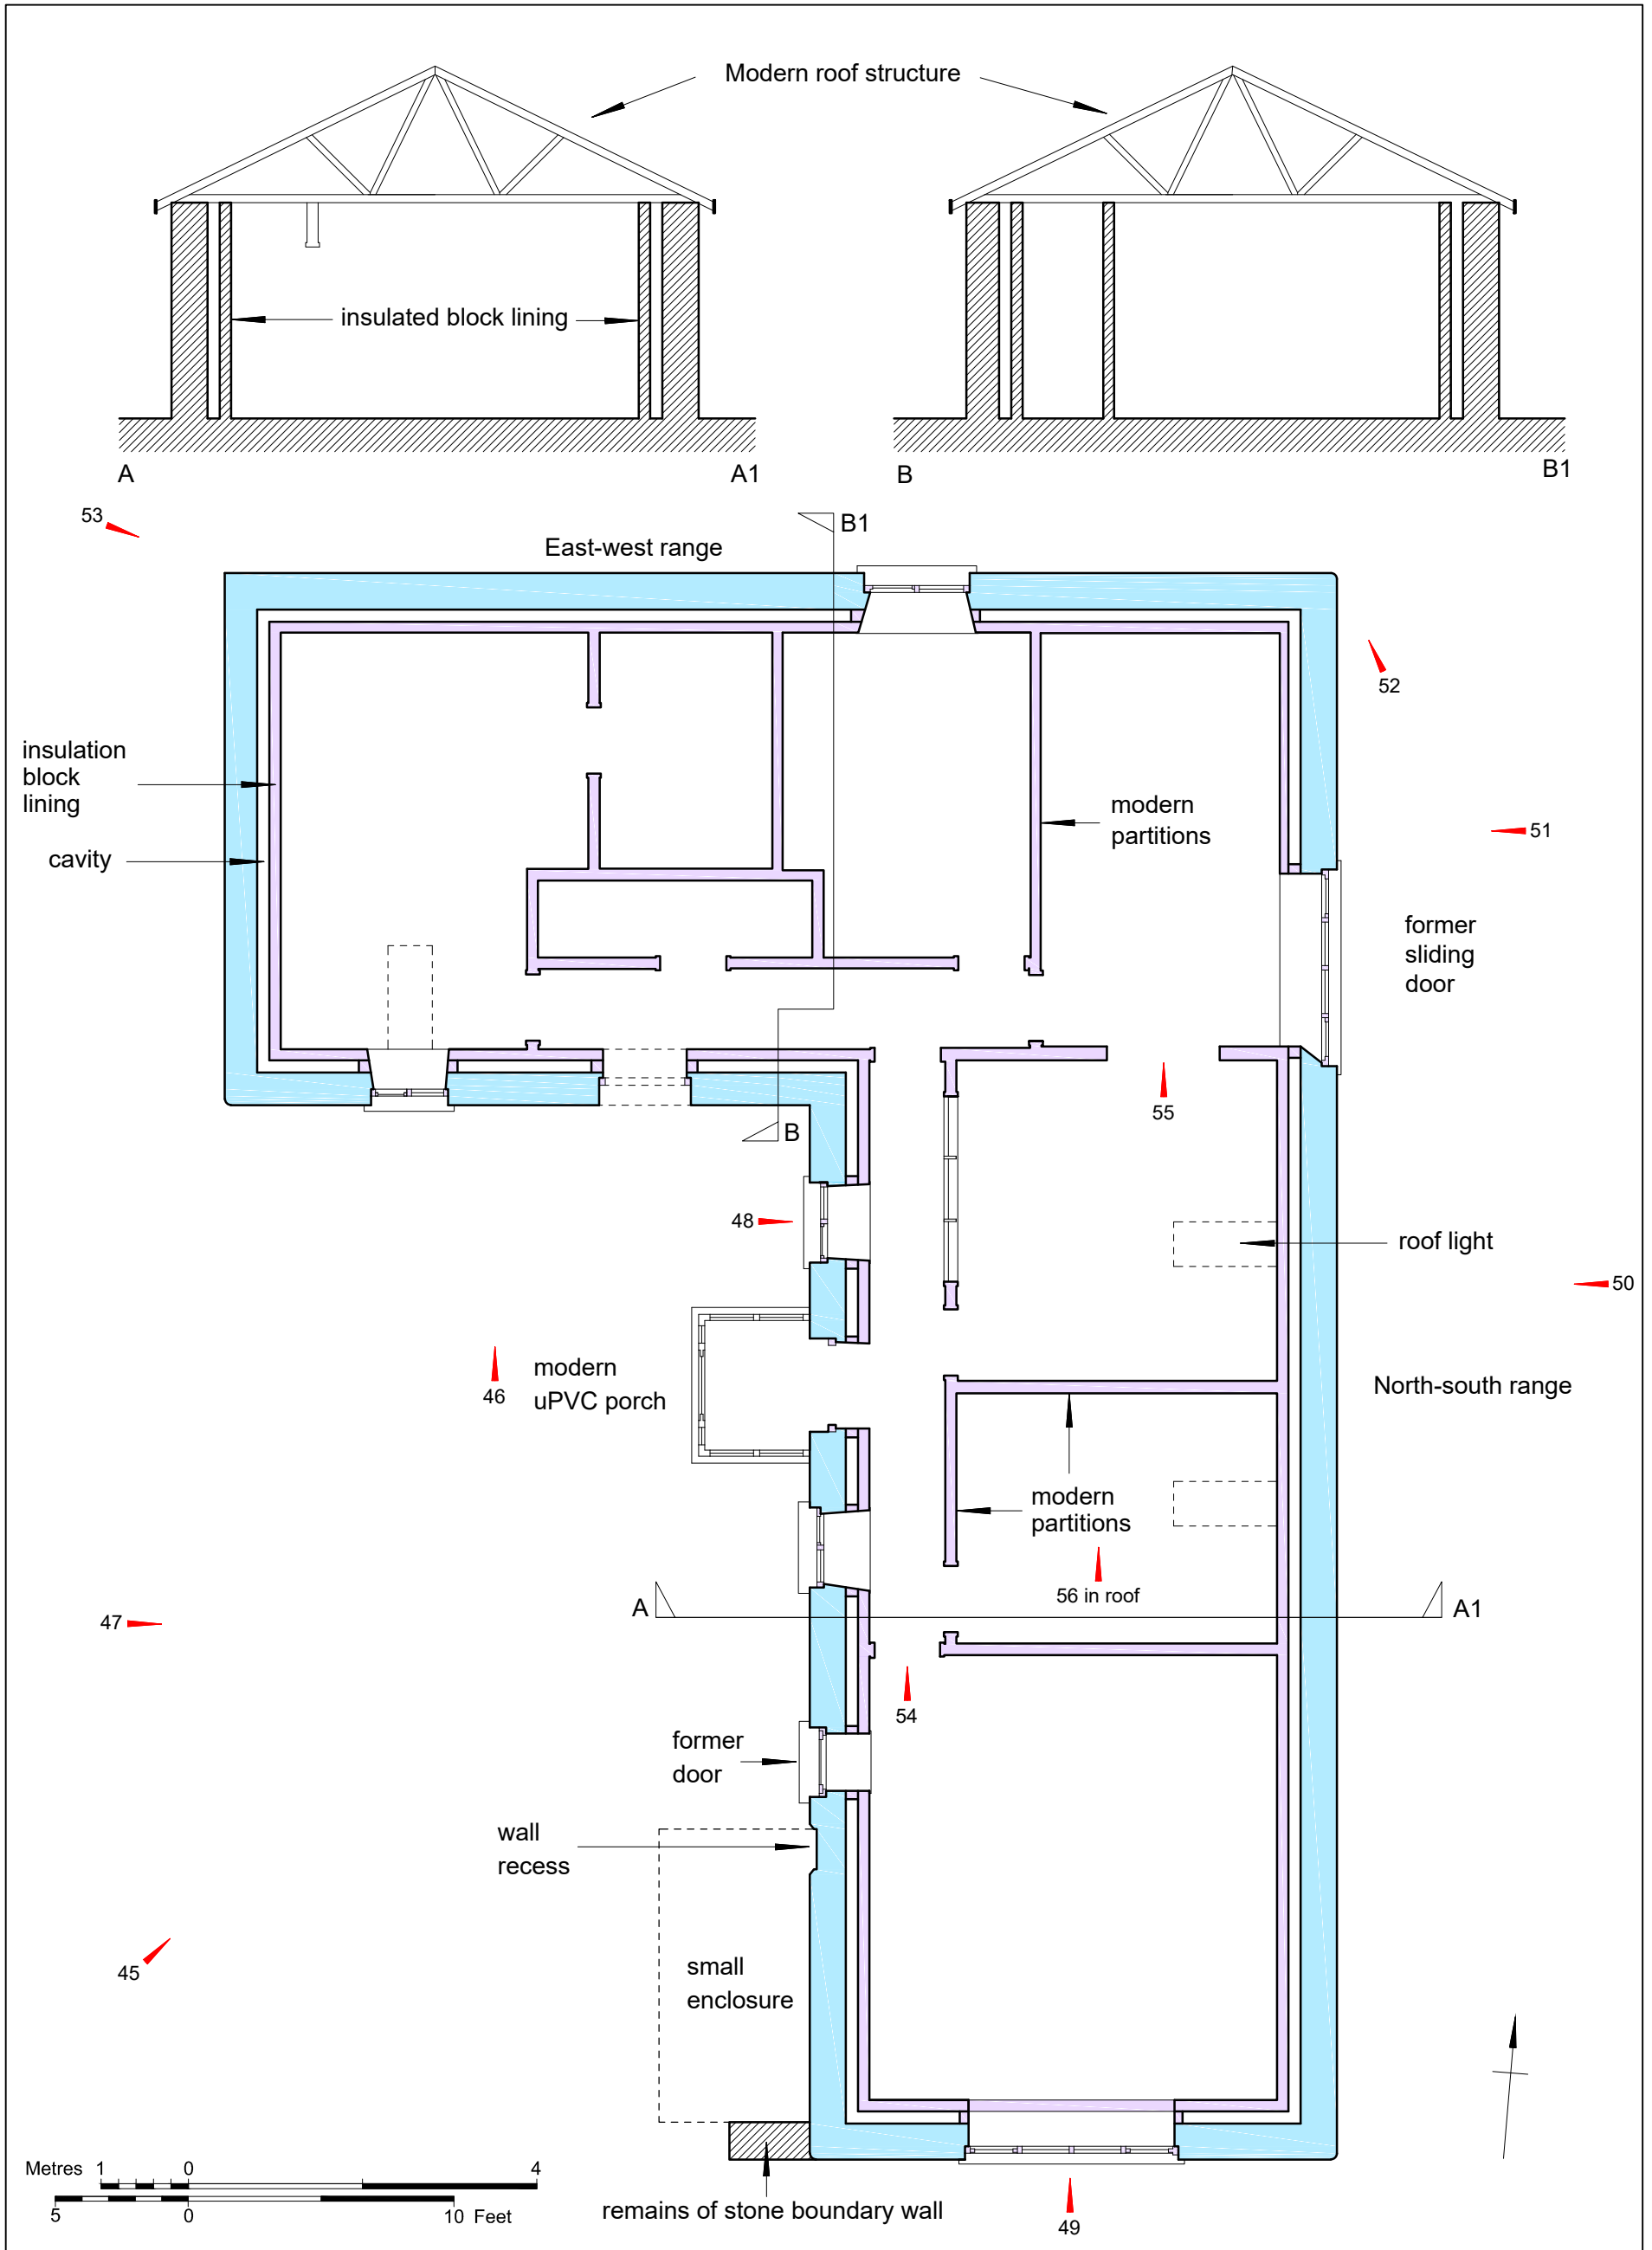 Modern roof structure
insulated block lining
A
A1
B
B1
53
East-west range
B1
52
insulation
block
lining
modern
partitions
51
cavity
former
sliding
door
55
B
48
roof light
50
46
modern
uPVC porch
North-south range
modern
partitions
56 in roof
A
A1
47
54
former
door
wall
recess
45
small
enclosure
Metres 1 0 4
5 0 10 Feet
remains of stone boundary wall
49